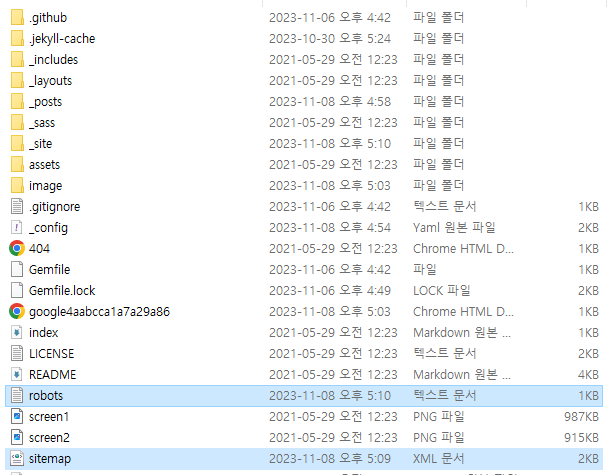 .github 2023-11-06 오후 4:42 파일 폴더
.jekyll-cache 2023-10-30 오후 5:24 파일 폴더
_includes 2021-05-29 오전 12:23 파일 폴더
_layouts 2021-05-29 오전 12:23 파일 폴더
_posts 2023-11-08 오후 4:58 파일 폴더
_sass 2021-05-29 오전 12:23 파일 폴더
_site 2023-11-08 오후 5:10 파일 폴더
assets 2021-05-29 오전 12:23 파일 폴더
image 2023-11-08 오후 5:03 파일 폴더
.gitignore 2023-11-06 오후 4:42 텍스트 문서 1KB
_config 2023-11-08 오후 4:54 Yaml 원본 파일 2KB
404 2021-05-29 오전 12:23 Chrome HTML D... 1KB
Gemfile 2023-11-06 오후 4:42 파일 1KB
Gemfile.lock 2023-11-06 오후 4:49 LOCK 파일 2KB
google4aabcca1a7a29a86 2023-11-08 오후 5:03 Chrome HTML D... 1KB
index 2021-05-29 오전 12:23 Markdown 원본 ... 1KB
LICENSE 2021-05-29 오전 12:23 텍스트 문서 2KB
README 2021-05-29 오전 12:23 Markdown 원본 ... 4KB
robots 2023-11-08 오후 5:10 텍스트 문서 1KB
screen1 2021-05-29 오전 12:23 PNG 파일 987KB
screen2 2021-05-29 오전 12:23 PNG 파일 915KB
sitemap 2023-11-08 오후 5:09 XML 문서 2KB